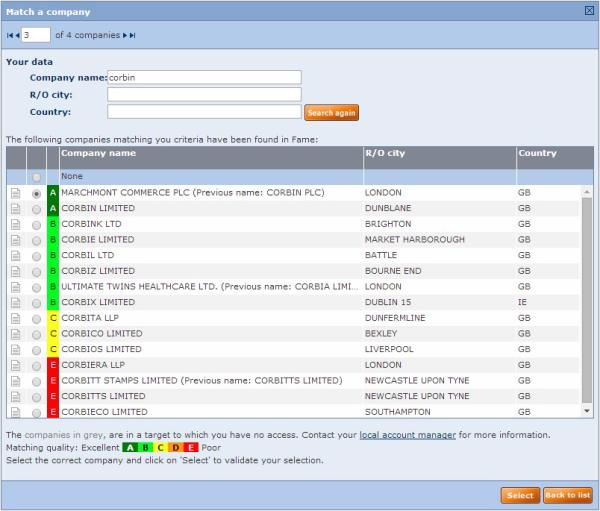 Match a company
3 of 4 companies
Your data
Company name: corbin
R/O city:
Country: Search again
The following companies matching you criteria have been found in Fame:
Company name R/O city Country
None
A MARCHMONT COMMERCE PLC (Previous name: CORBIN PLC) LONDON GB
A CORBIN LIMITED DUNBLANE GB
B CORBINK LTD BRIGHTON GB
B CORBIE LIMITED MARKET HARBOROUGH GB
B CORBIL LTD BATTLE GB
B CORBIZ LIMITED BOURNE END GB
B ULTIMATE TWINS HEALTHCARE LTD. (Previous name: CORBIA LIMI... LONDON GB
B CORBIX LIMITED DUBLIN 15 IE
C CORBITA LLP DUNFERMLINE GB
C CORBICO LIMITED BEXLEY GB
C CORBIOS LIMITED LIVERPOOL GB
E CORBIERA LLP LONDON GB
E CORBITT STAMPS LIMITED (Previous name: CORBITTS LIMITED) NEWCASTLE UPON TYNE GB
E CORBITTS LIMITED NEWCASTLE UPON TYNE GB
E CORBIECO LIMITED SOUTHAMPTON GB
The companies in grey, are in a target to which you have no access. Contact your local account manager for more information.
Matching quality: Excellent A B C D E Poor
Select the correct company and click on 'Select' to validate your selection.
Select Back to list